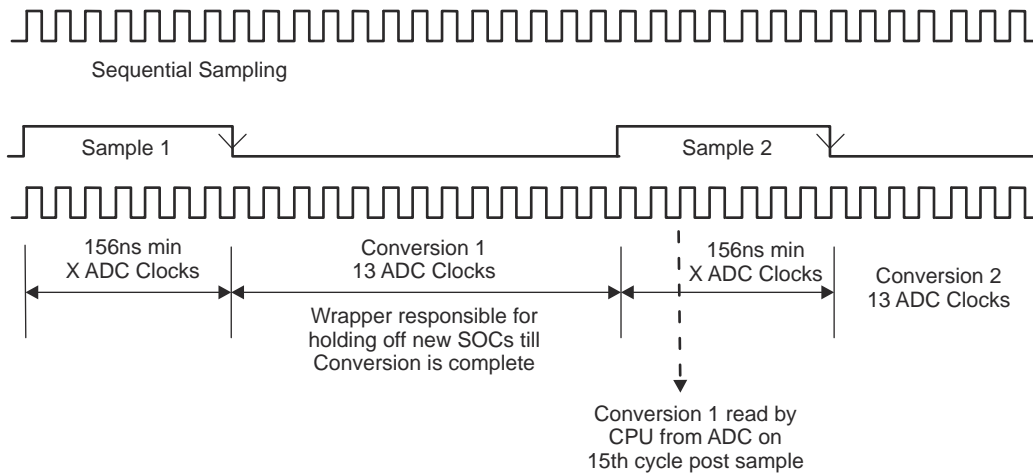 Sequential Sampling
Sample 1
Sample 2
156ns min
X ADC Clocks
Conversion 1
13 ADC Clocks
156ns min
X ADC Clocks
Conversion 2
13 ADC Clocks
Wrapper responsible for
holding off new SOCs till
Conversion is complete
Conversion 1 read by
CPU from ADC on
15th cycle post sample